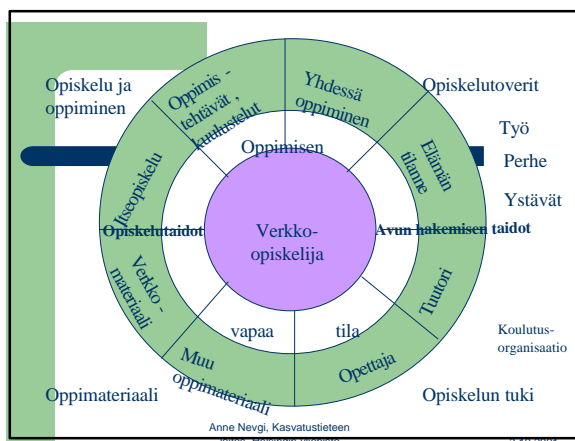 Opiskelu ja
oppiminen
Oppimis -
tehtävät ,
kuulustelut
Yhdessä
oppiminen
Opiskelutoverit
Työ
Perhe
Ystävät
Elämän
tilanne
Oppimisen
Itseopiskelu
Opiskelutaidot
Verkko-
opiskelija
Avun hakemisen taidot
Verkko -
materiaali
vapaa
tila
Tuutori
Koulutus-
organisaatio
Muu
oppimateriaali
Opettaja
Oppimateriaali
Opiskelun tuki
Anne Nevgi, Kasvatustieteen